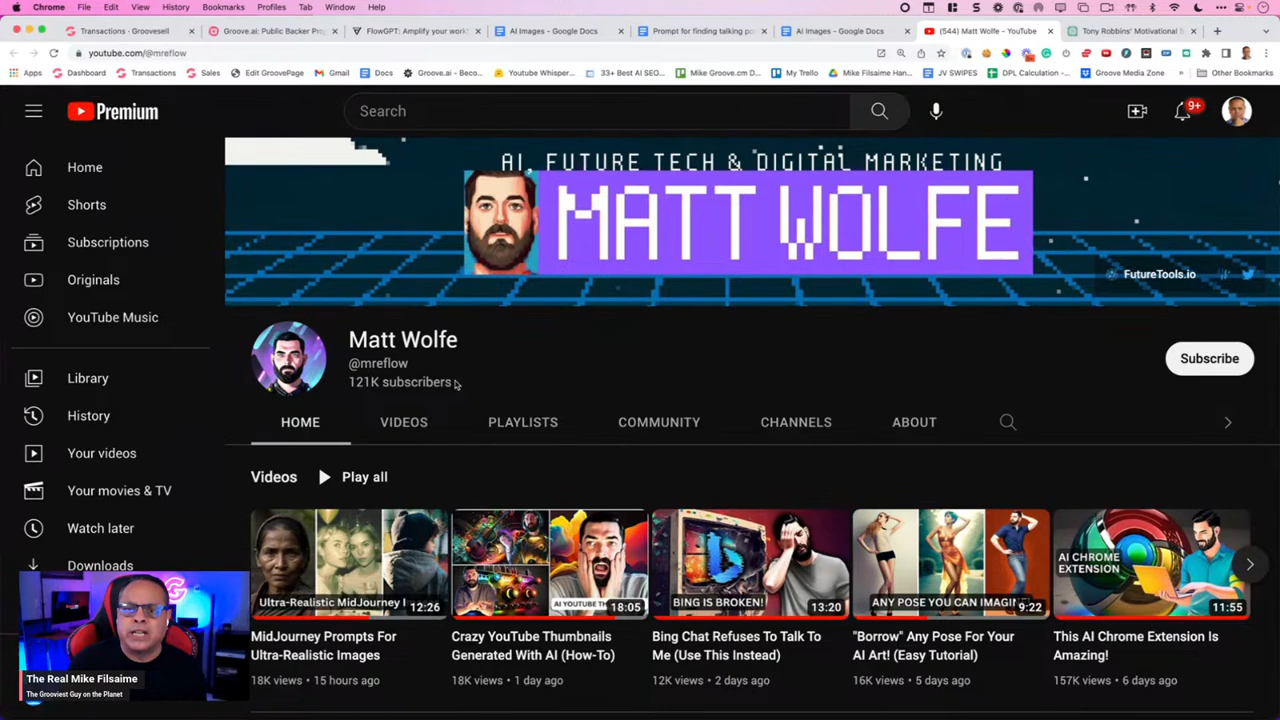 Chrome File Edit View History Bookmarks Profiles Tab Window Help
Transactions : Groovesell
Groove.ai: Public Backer Pro
FlowGPT: Amplify your work
AI Images - Google Docs
Prompt for finding talking po
AI Images - Google Docs
(544) Matt Wolfe - YouTube
Tony Robbins' Motivational S
youtube.com/@mreflow
Apps Dashboard Transactions Sales Edit GroovePage Gmail Docs Groove.ai - Beco... Youtube Whisper... 33+ Best AI SEO... Mike Groove.cm D... My Trello Mike Filsaime Han... JV SWIPES DPL Calculation -... Groove Media Zone » Other Bookmarks
Premium
Search
9+
Home
Shorts
Subscriptions
Originals
YouTube Music
Library
History
Your videos
Your movies & TV
Watch later
Downloads
AI, FUTURE TECH & DIGITAL MARKETING
MATT WOLFE
FutureTools.io
Matt Wolfe
@mreflow
121K subscribers
Subscribe
HOME VIDEOS PLAYLISTS COMMUNITY CHANNELS ABOUT
Videos Play all
Ultra-Realistic MidJourney
12:26
MidJourney Prompts For
Ultra-Realistic Images
18K views • 15 hours ago
AI YOUTUBE
18:05
Crazy YouTube Thumbnails
Generated With AI (How-To)
18K views • 1 day ago
BING IS BROKEN!
13:20
Bing Chat Refuses To Talk To
Me (Use This Instead)
12K views • 2 days ago
ANY POSE YOU CAN IMAGINE
9:22
"Borrow" Any Pose For Your
AI Art! (Easy Tutorial)
16K views • 5 days ago
AI CHROME
EXTENSION
11:55
This AI Chrome Extension Is
Amazing!
157K views • 6 days ago
The Real Mike Filsaime
The Grooviest Guy on the Planet